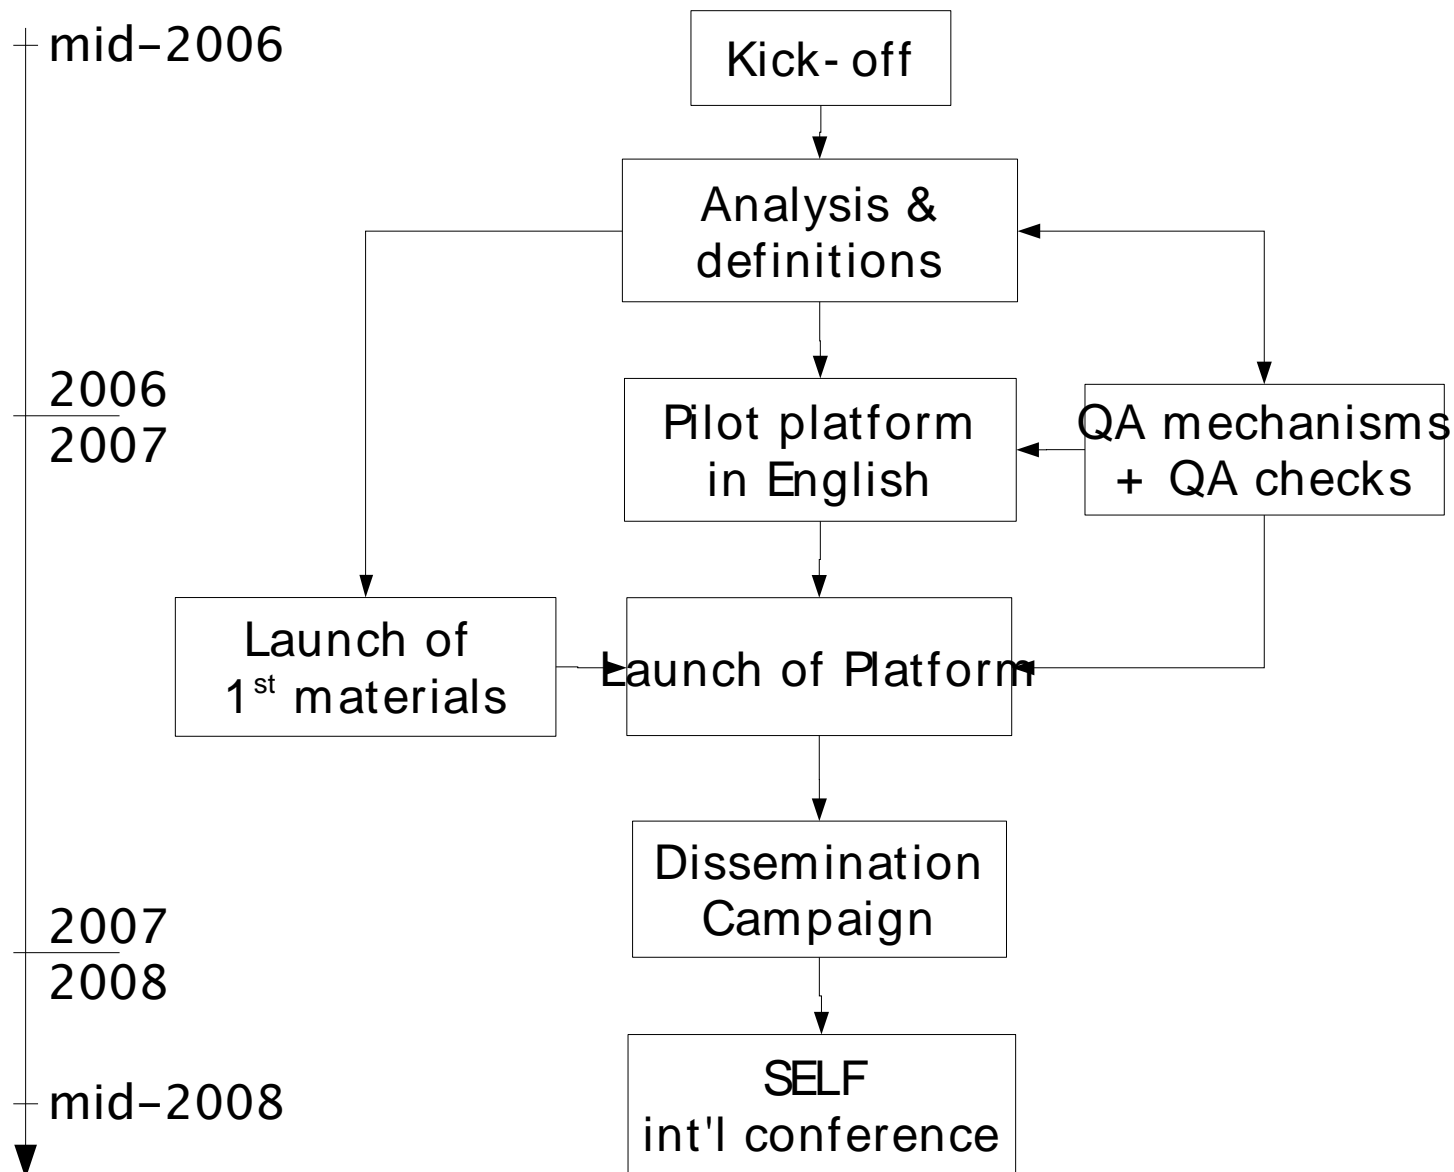 mid–2006
Kick-off
Analysis &
definitions
2006
2007
Pilot platform
in English
QA mechanisms
+ QA checks
Launch of
1st materials
Launch of Platform
Dissemination
Campaign
2007
2008
mid–2008
SELF
int'l conference